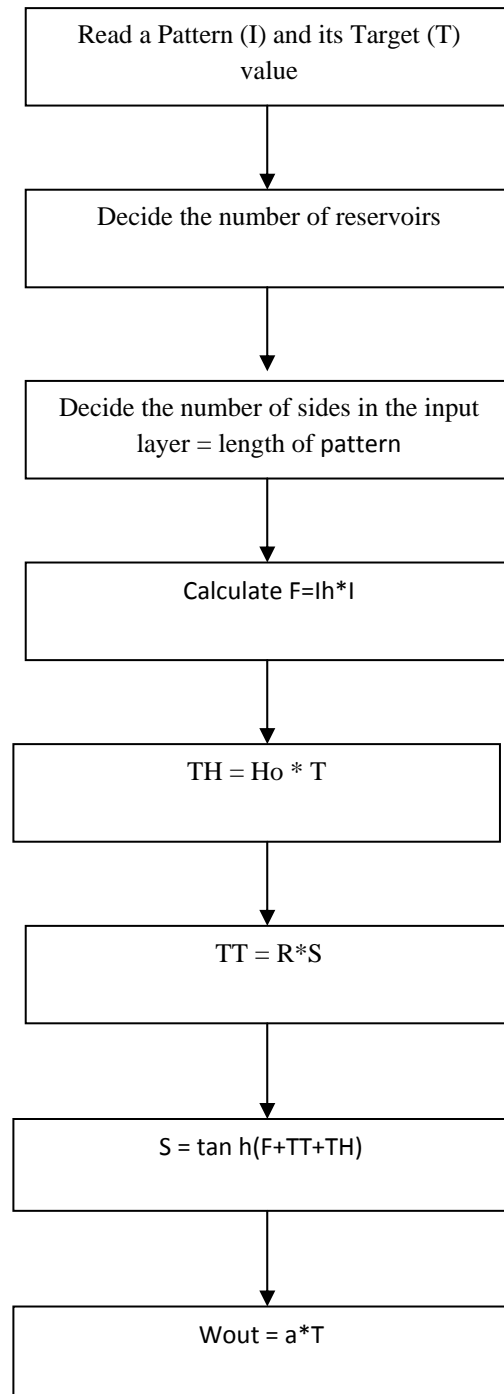 Read a Pattern (I) and its Target (T)
value
Decide the number of reservoirs
Decide the number of sides in the input
layer = length of pattern
Calculate F=Ih*I
TH = Ho * T
TT = R*S
S = tan h(F+TT+TH)
Wout = a*T